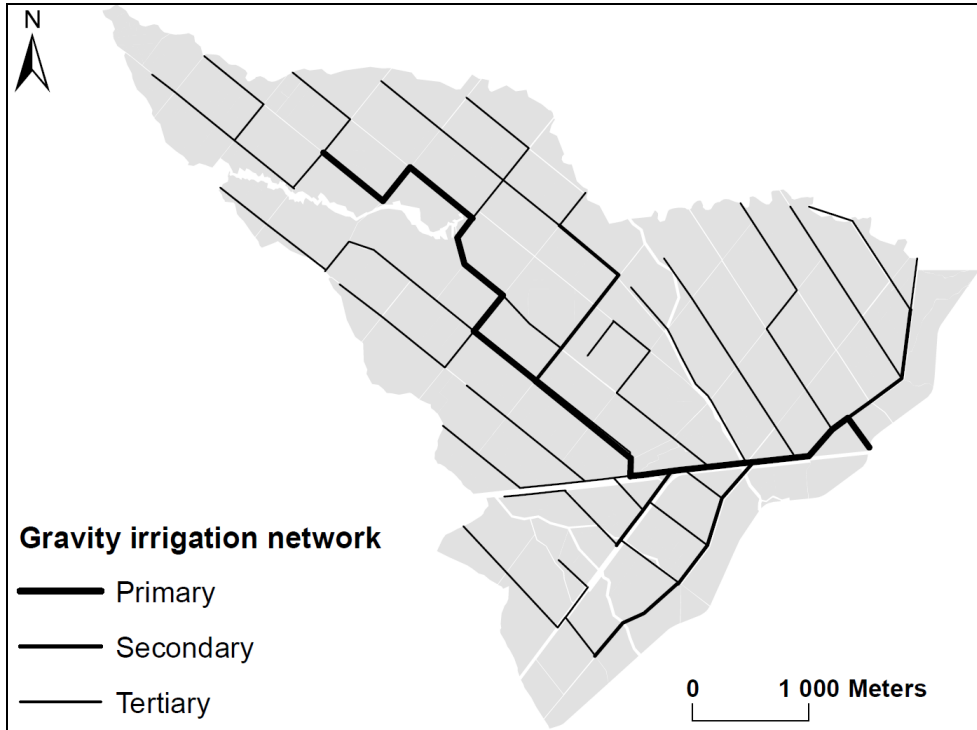 N
Gravity irrigation network
Primary
Secondary
Tertiary
0 1 000 Meters